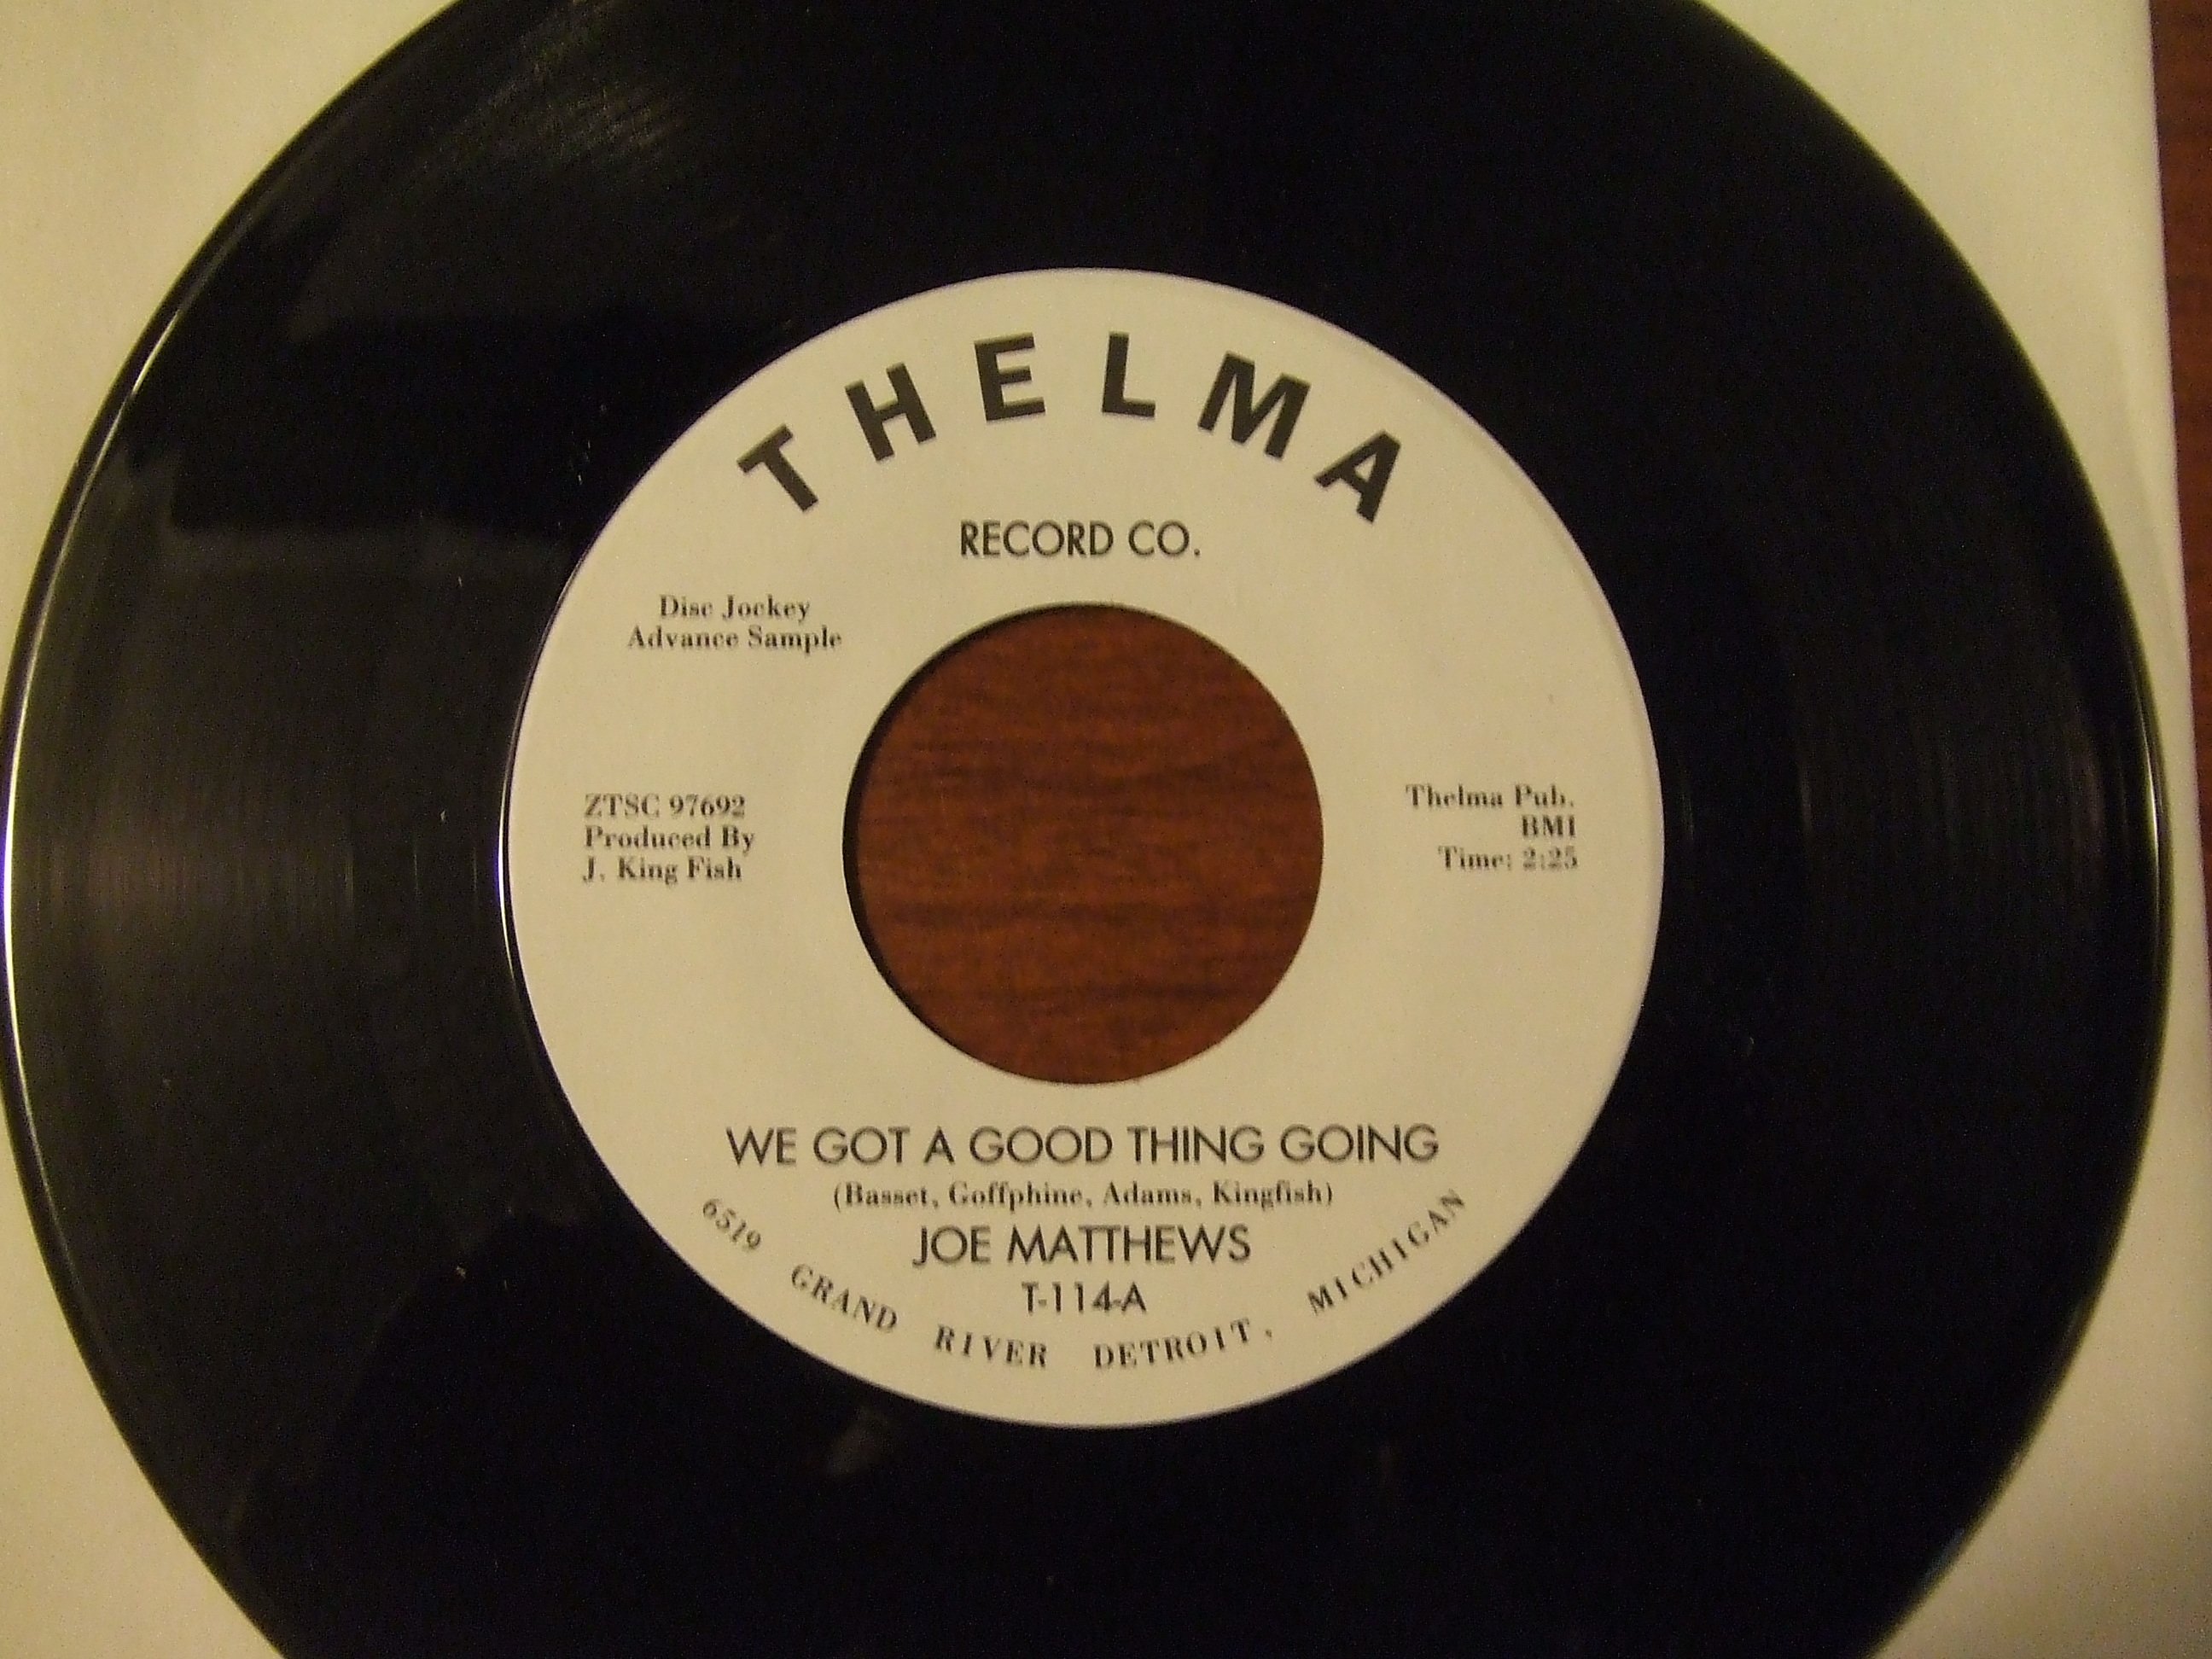 THELMA
RECORD CO.
Disc Jockey
Advance Sample
ZTSC 97692
Produced By
J. King Fish
Thelma Pub.
BMI
Time: 2:25
WE GOT A GOOD THING GOING
(Basset, Goffphine, Adams, Kingfish)
JOE MATTHEWS
T-114-A
6519 GRAND RIVER DETROIT, MICHIGAN